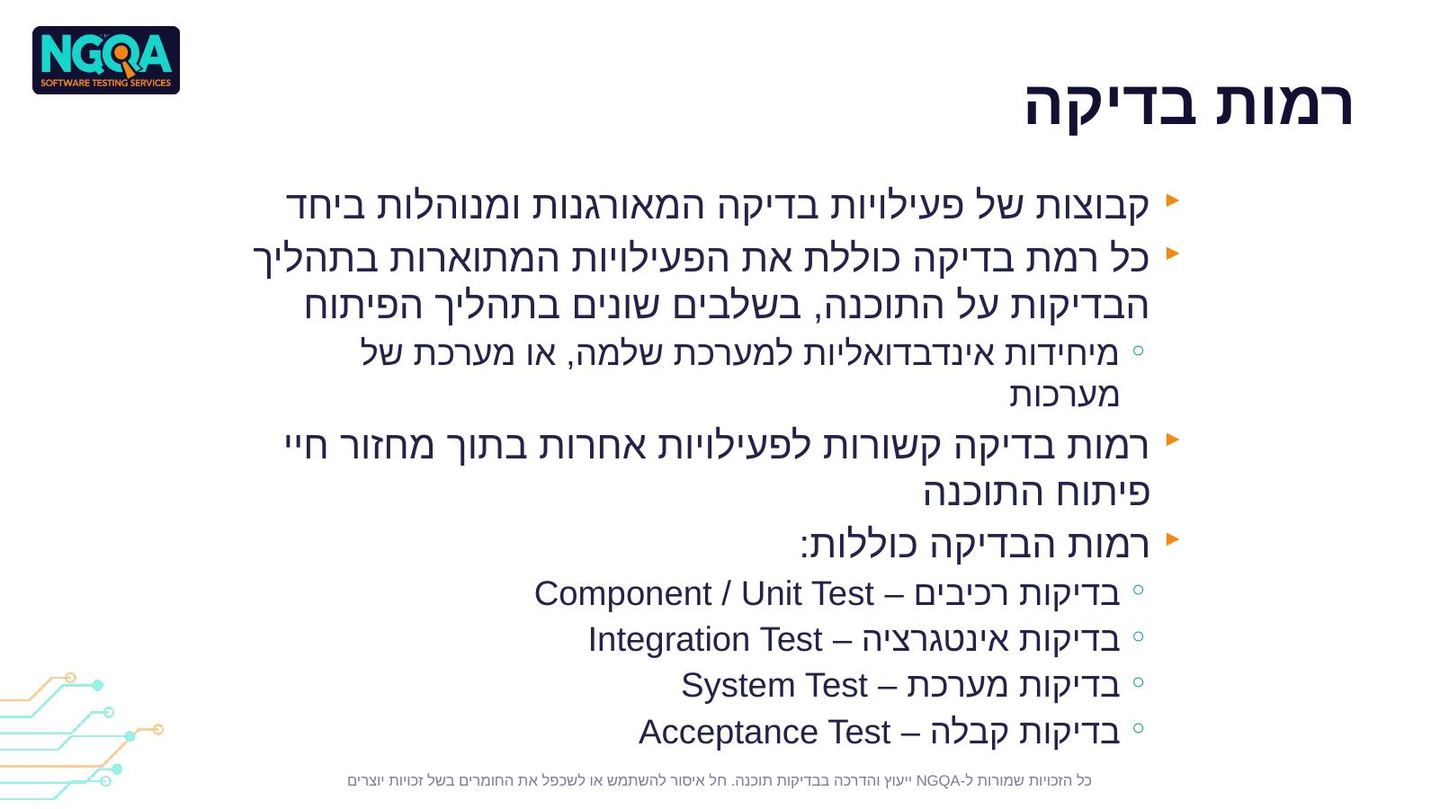 NGQA
SOFTWARE TESTING SERVICES
רמות בדיקה
קבוצות של פעילויות בדיקה המאורגנות ומנוהלות ביחד
כל רמת בדיקה כוללת את הפעילויות המתוארות בתהליך
הבדיקות על התוכנה, בשלבים שונים בתהליך הפיתוח
מיחידות אינדבדואליות למערכת שלמה, או מערכת של
מערכות
רמות בדיקה קשורות לפעילויות אחרות בתוך מחזור חיי
פיתוח התוכנה
רמות הבדיקה כוללות:
בדיקות רכיבים – Component / Unit Test
בדיקות אינטגרציה – Integration Test
בדיקות מערכת – System Test
בדיקות קבלה – Acceptance Test
כל הזכויות שמורות ל-NGQA ייעוץ והדרכה בבדיקות תוכנה. חל איסור להשתמש או לשכפל את החומרים בשל זכויות יוצרים